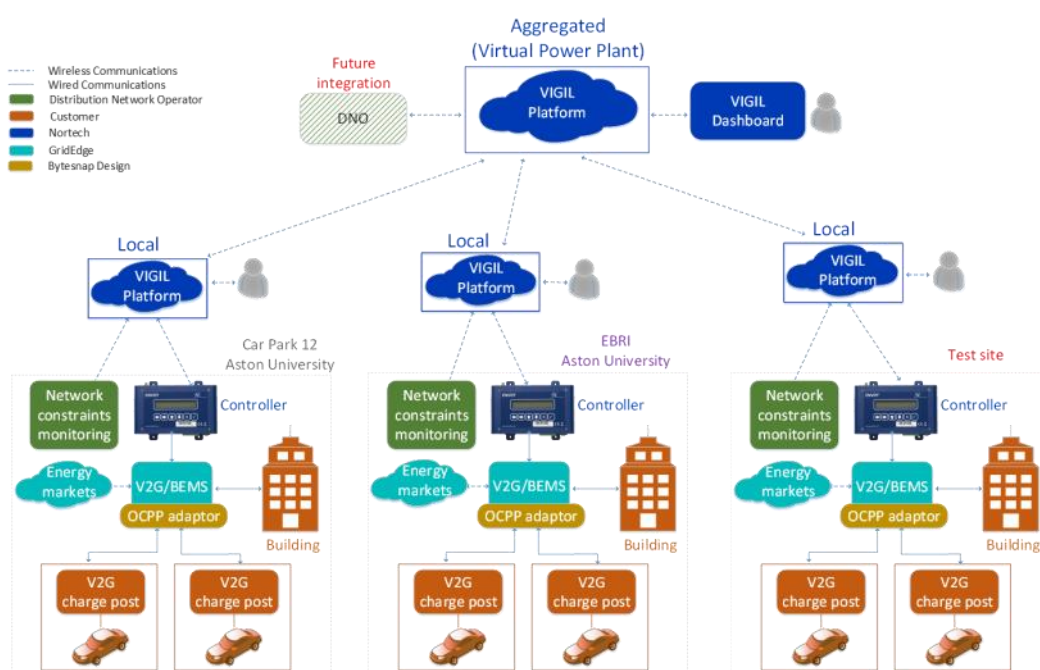 Aggregated
(Virtual Power Plant)
Wireless Communications
Wired Communications
Distribution Network Operator
Customer
Nortech
GridEdge
Bytesnap Design
Future
integration
DNO
VIGIL
Platform
VIGIL
Dashboard
Local
VIGIL
Platform
Local
VIGIL
Platform
Local
VIGIL
Platform
Car Park 12
Aston University
EBRI
Aston University
Test site
Network
constraints
monitoring
Controller
Energy
markets
V2G/BEMS
OCPP adaptor
Building
V2G
charge post
V2G
charge post
Network
constraints
monitoring
Controller
Energy
markets
V2G/BEMS
OCPP adaptor
Building
V2G
charge post
V2G
charge post
Network
constraints
monitoring
Controller
Energy
markets
V2G/BEMS
OCPP adaptor
Building
V2G
charge post
V2G
charge post